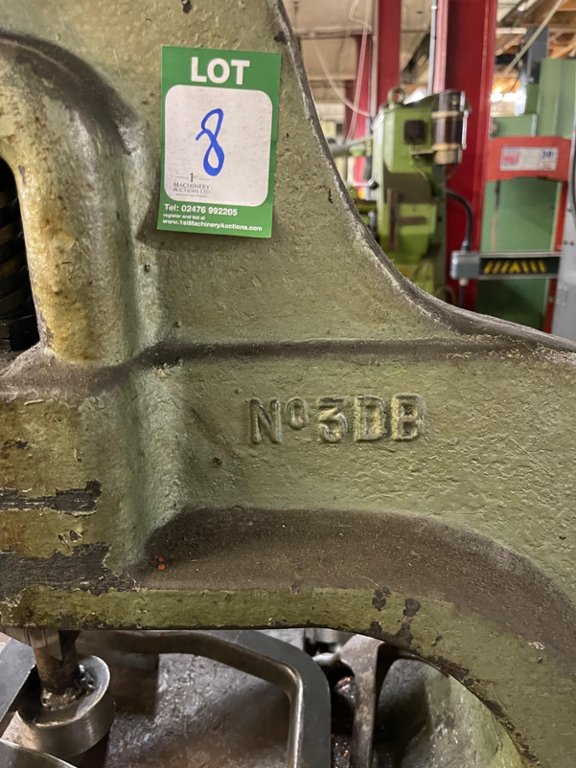 LOT
8
1st
MACHINERY
AUCTIONS LTD
Tel: 02476 992205
register and bid at
www.1stMachineryAuctions.com
Nº3DB